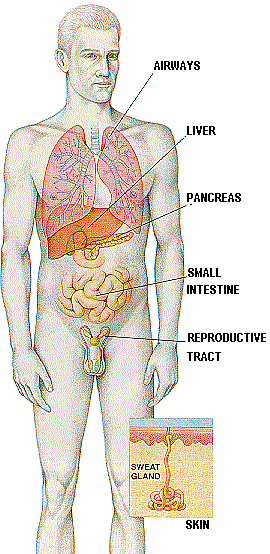 AIRWAYS
LIVER
PANCREAS
SMALL
INTESTINE
REPRODUCTIVE
TRACT
SWEAT
GLAND
SKIN